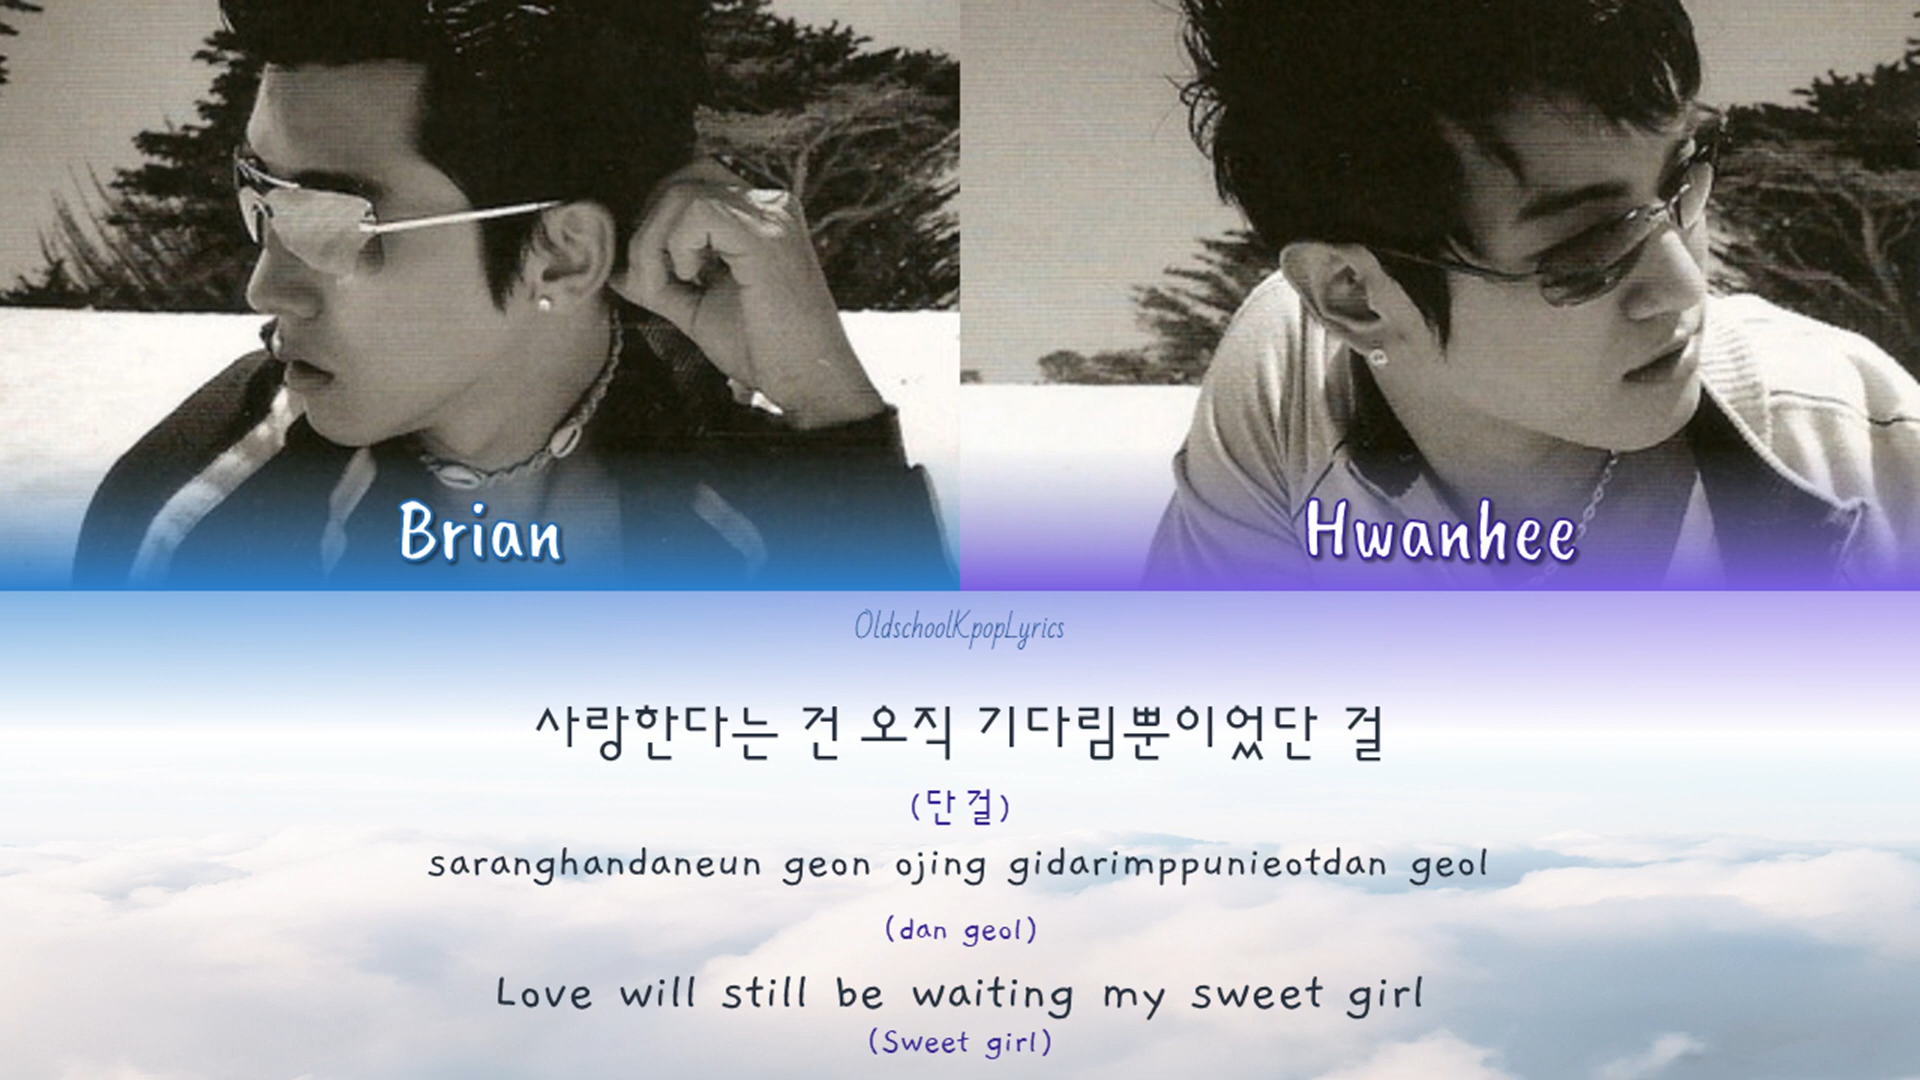 Brian
Hwanhee
OldschoolKpopLyrics
사랑한다는 건 오직 기다림뿐이었단 걸
(단 걸)
saranghandaneun geon ojing gidarimppunieotdan geol
(dan geol)
Love will still be waiting my sweet girl
(Sweet girl)